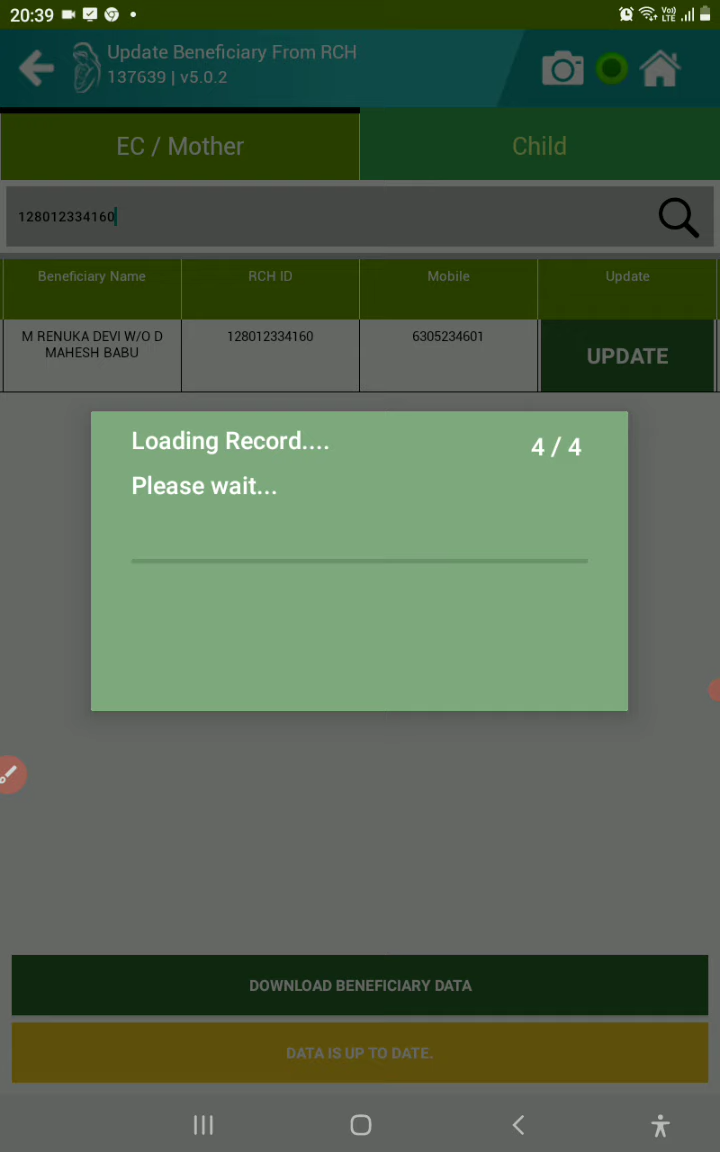 20:39
Vo) LTE
Update Beneficiary From RCH
137639 | v5.0.2
EC / Mother
Child
128012334160
Beneficiary Name
RCH ID
Mobile
Update
M RENUKA DEVI W/O D
MAHESH BABU
128012334160
6305234601
UPDATE
Loading Record....
4 / 4
Please wait...
DOWNLOAD BENEFICIARY DATA
DATA IS UP TO DATE.